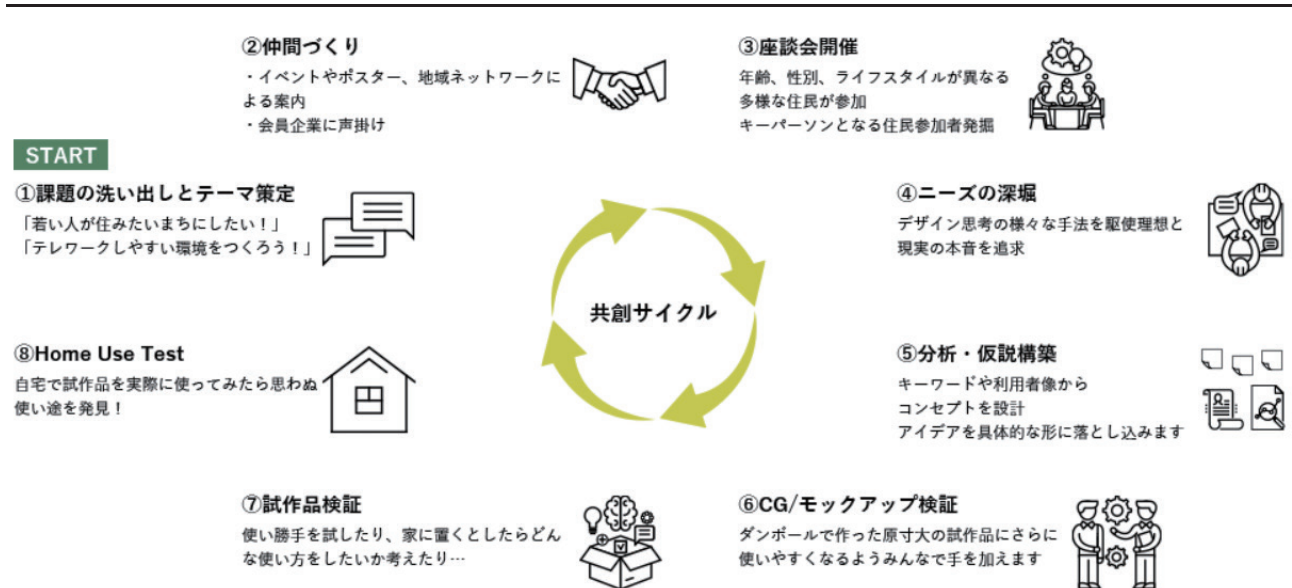 START
①課題の洗い出しとテーマ策定
「若い人が住みたいまちにしたい！」
「テレワークしやすい環境をつくろう！」
②仲間づくり
・イベントやポスター、地域ネットワークに
よる案内
・会員企業に声掛け
③座談会開催
年齢、性別、ライフスタイルが異なる
多様な住民が参加
キーパーソンとなる住民参加者発掘
④ニーズの深堀
デザイン思考の様々な手法を駆使理想と
現実の本音を追求
⑤分析・仮説構築
キーワードや利用者像から
コンセプトを設計
アイデアを具体的な形に落とし込みます
⑥CG/モックアップ検証
ダンボールで作った原寸大の試作品にさらに
使いやすくなるようみんなで手を加えます
⑦試作品検証
使い勝手を試したり、家に置くとしたらどん
な使い方をしたいか考えたり…
⑧Home Use Test
自宅で試作品を実際に使ってみたら思わぬ
使い途を発見！
共創サイクル